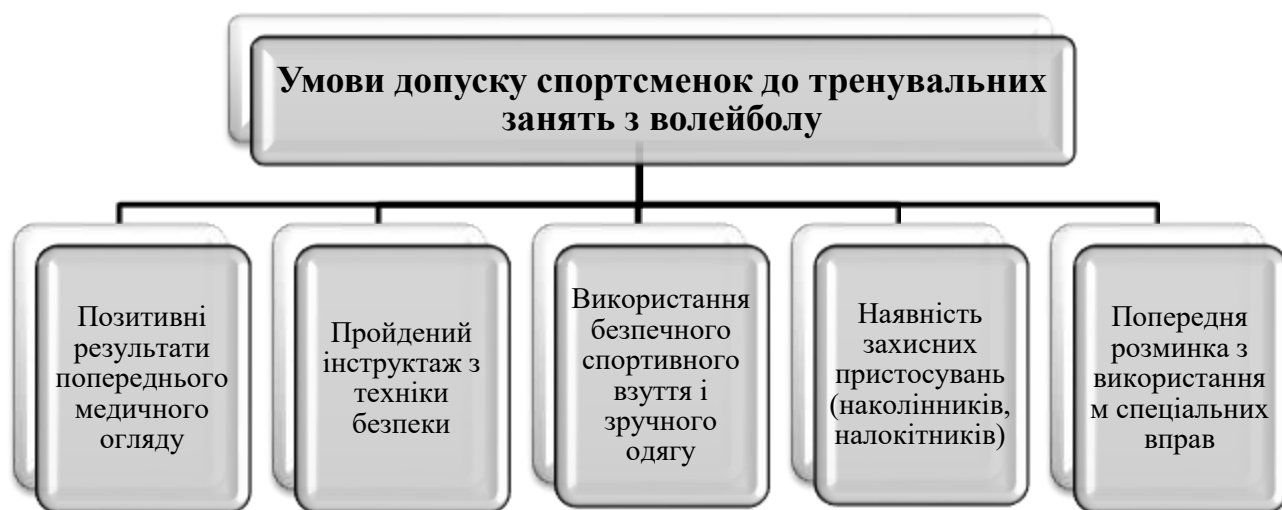 Умови допуску спортсменок до тренувальних
занять з волейболу
Позитивні
результати
попереднього
медичного
огляду
Пройдений
інструктаж з
техніки
безпеки
Використання
безпечного
спортивного
взуття і
зручного
одягу
Наявність
захисних
пристосувань
(наколінників,
налокітників)
Попередня
розминка з
використання
м спеціальних
вправ